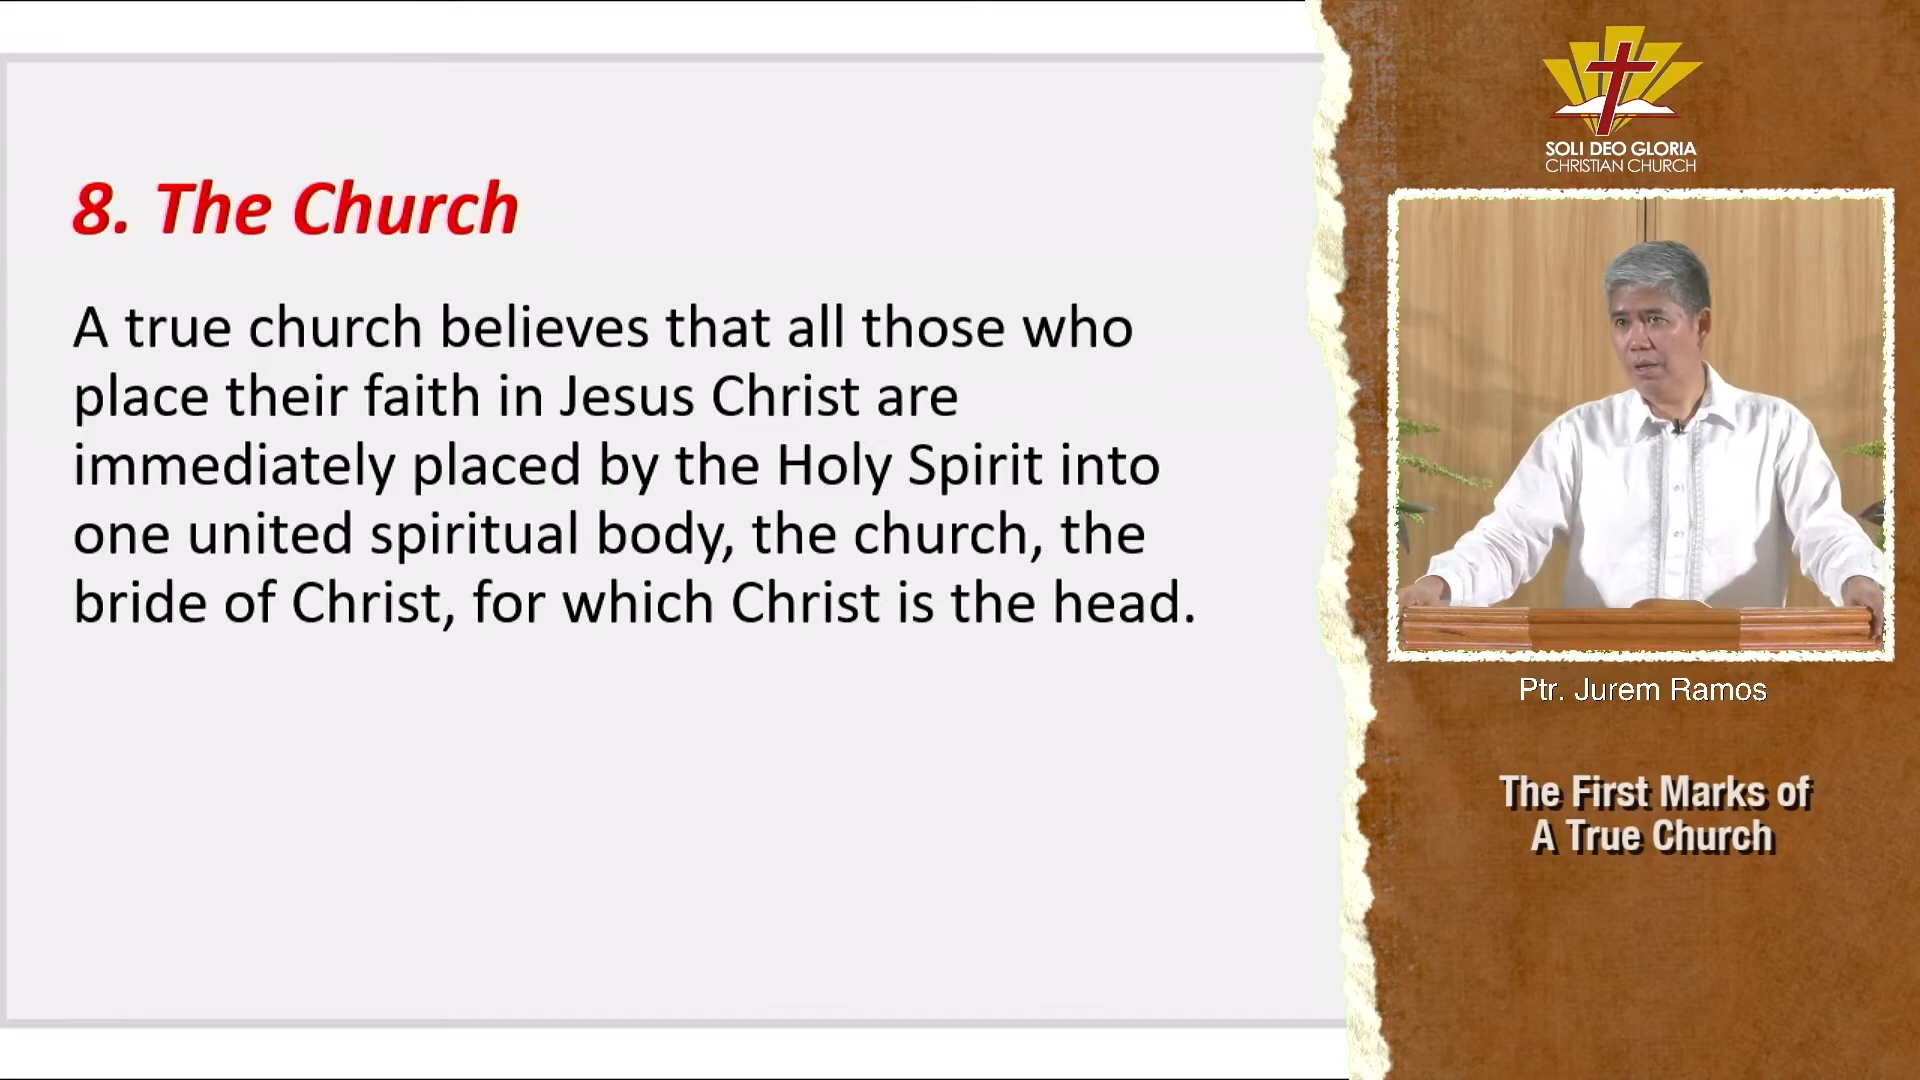 8. The Church
A true church believes that all those who
place their faith in Jesus Christ are
immediately placed by the Holy Spirit into
one united spiritual body, the church, the
bride of Christ, for which Christ is the head.
SOLI DEO GLORIA
CHRISTIAN CHURCH
Ptr. Jurem Ramos
The First Marks of
A True Church